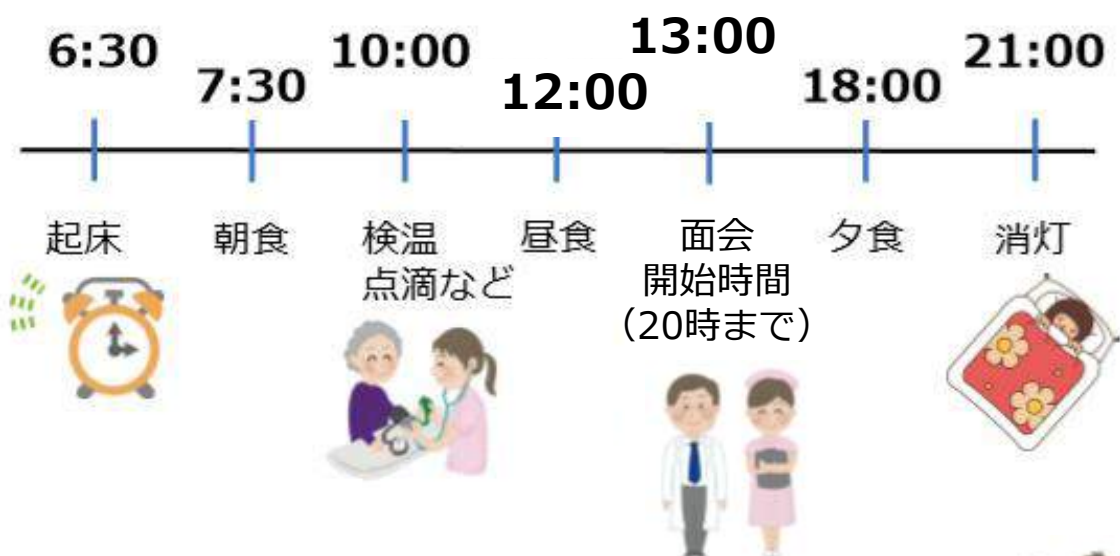 6:30
7:30
10:00
12:00
13:00
18:00
21:00
起床
朝食
検温
点滴など
昼食
面会
開始時間
（20時まで）
夕食
消灯